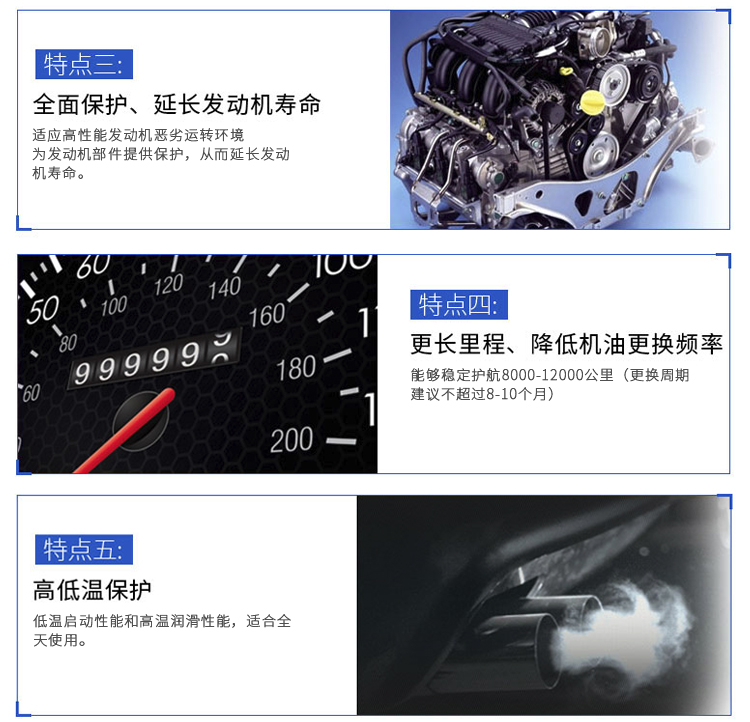 特点三:
全面保护、延长发动机寿命
适应高性能发动机恶劣运转环境
为发动机部件提供保护，从而延长发动
机寿命。
60
100
50
100
120
140
80
160
1
999999
60
180
1
200
特点四:
更长里程、降低机油更换频率
能够稳定护航8000-12000公里（更换周期
建议不超过8-10个月）
特点五:
高低温保护
低温启动性能和高温润滑性能，适合全
天使用。